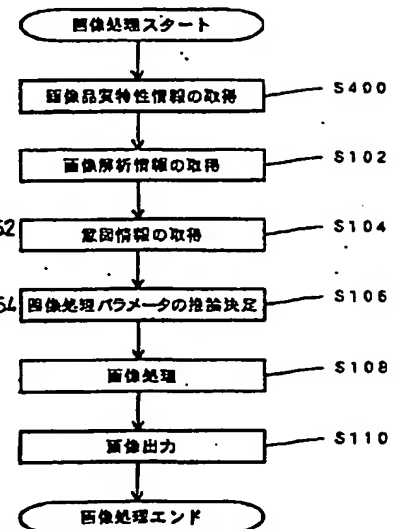 画像処理スタート
画像品質特性情報の取得 S400
画像解析情報の取得 S102
52 意図情報の取得 S104
54 画像処理パラメータの推論決定 S106
画像処理 S108
画像出力 S110
画像処理エンド